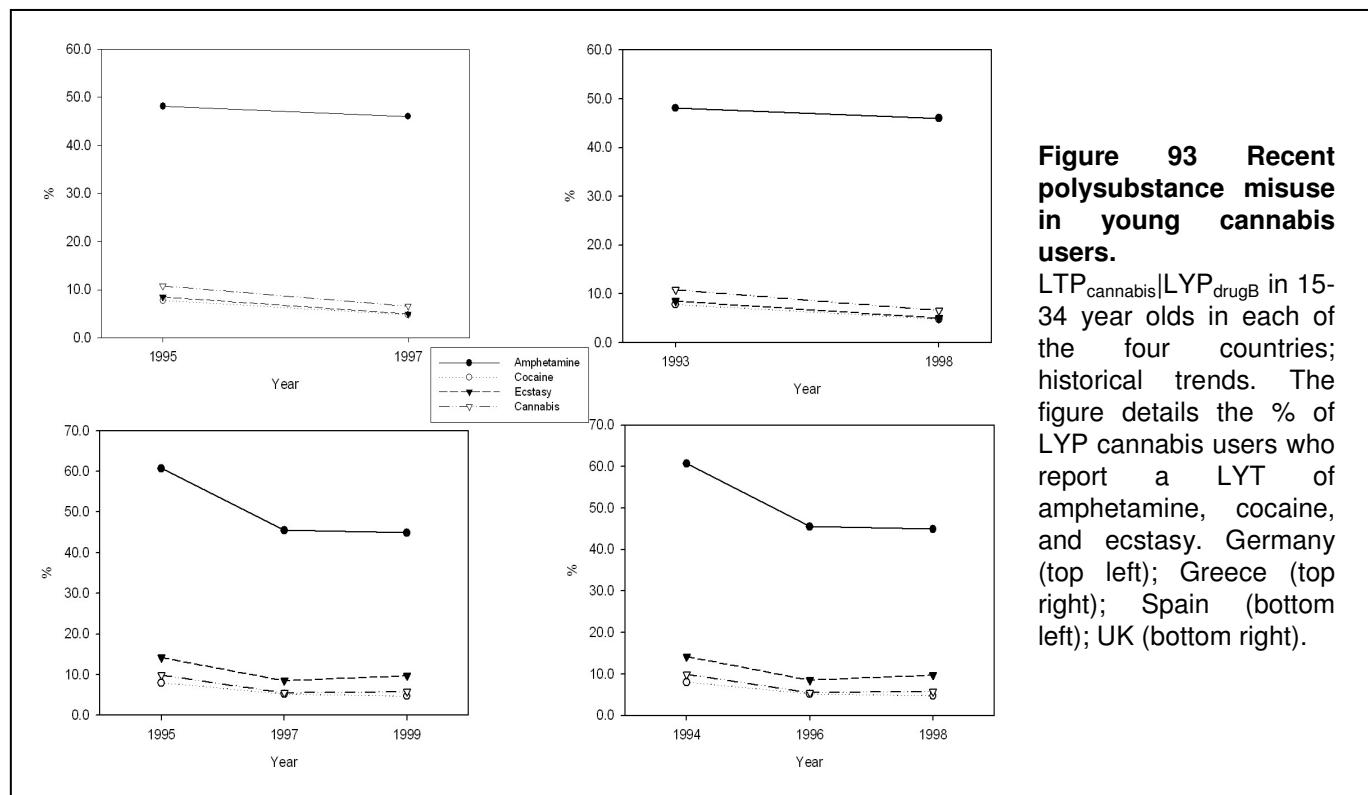 60.0
50.0
40.0
30.0
20.0
10.0
0.0
%
1995
1997
Year
60.0
50.0
40.0
30.0
20.0
10.0
0.0
%
1993
1998
Year
Amphetamine
Cocaine
Ecstasy
Cannabis
70.0
60.0
50.0
40.0
30.0
20.0
10.0
0.0
%
1995
1997
1999
Year
70.0
60.0
50.0
40.0
30.0
20.0
10.0
0.0
%
1994
1996
1998
Year
Figure 93 Recent
polysubstance misuse
in young cannabis
users.
LTPcannabis|LYPdrugB in 15-
34 year olds in each of
the four countries;
historical trends. The
figure details the % of
LYP cannabis users who
report a LYT of
amphetamine, cocaine,
and ecstasy. Germany
(top left); Greece (top
right); Spain (bottom
left); UK (bottom right).